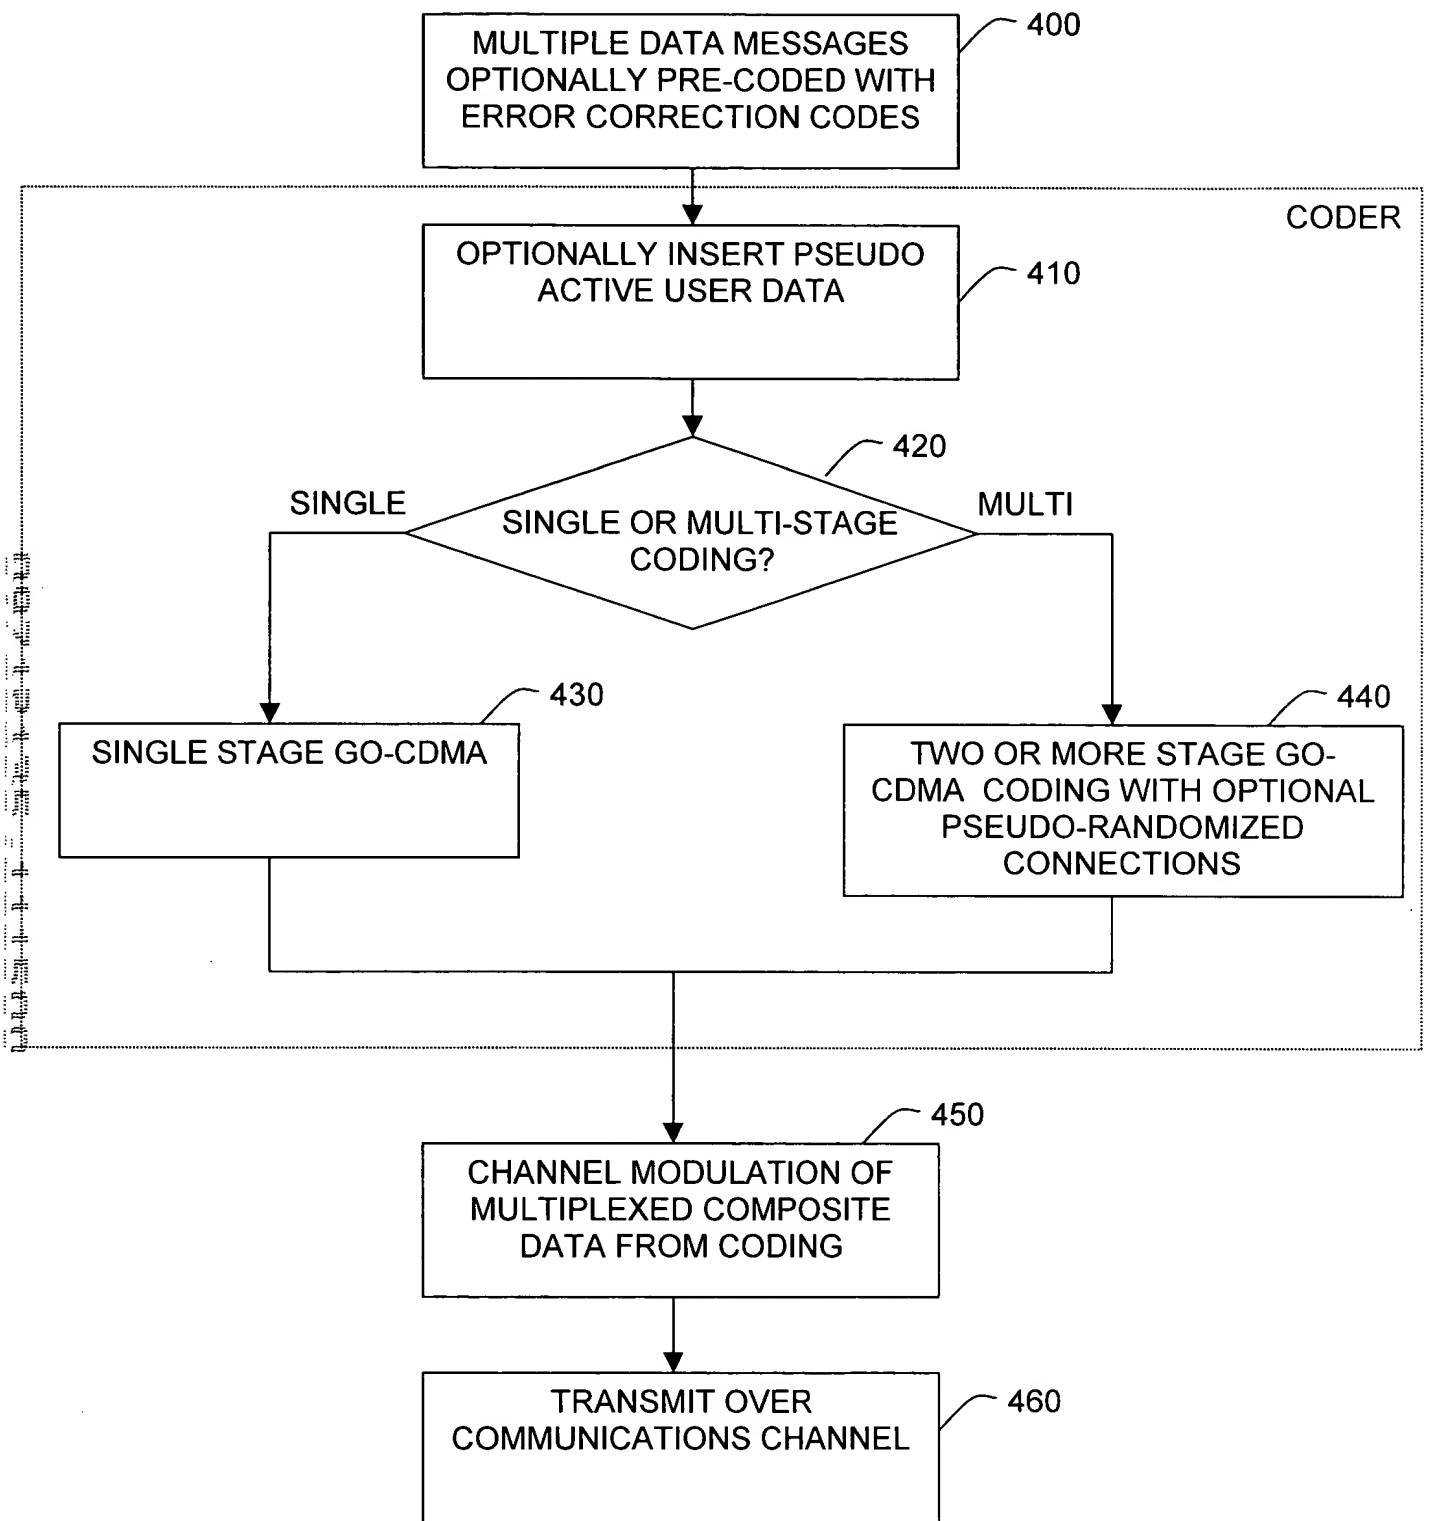 MULTIPLE DATA MESSAGES
OPTIONALLY PRE-CODED WITH
ERROR CORRECTION CODES
400
CODER
OPTIONALLY INSERT PSEUDO
ACTIVE USER DATA
410
420
SINGLE
MULTI
SINGLE OR MULTI-STAGE
CODING?
430
440
SINGLE STAGE GO-CDMA
TWO OR MORE STAGE GO-
CDMA CODING WITH OPTIONAL
PSEUDO-RANDOMIZED
CONNECTIONS
450
CHANNEL MODULATION OF
MULTIPLEXED COMPOSITE
DATA FROM CODING
TRANSMIT OVER
COMMUNICATIONS CHANNEL
460